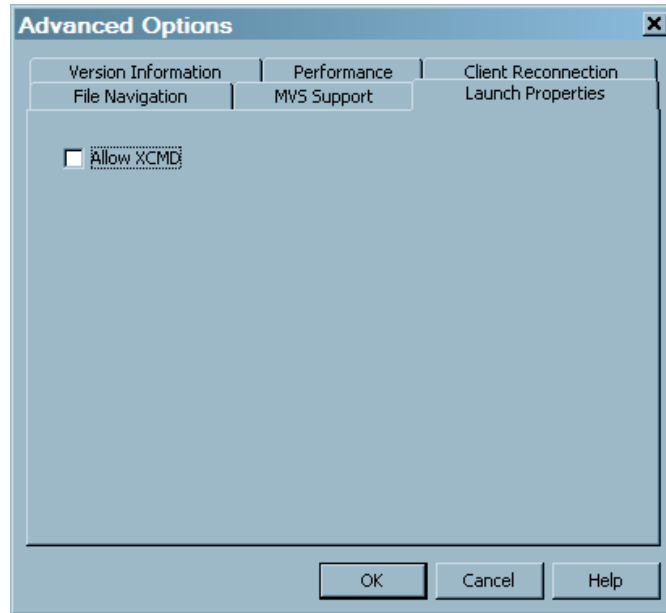 Advanced Options
Version Information Performance Client Reconnection
File Navigation MVS Support Launch Properties
Allow XCMD
OK Cancel Help